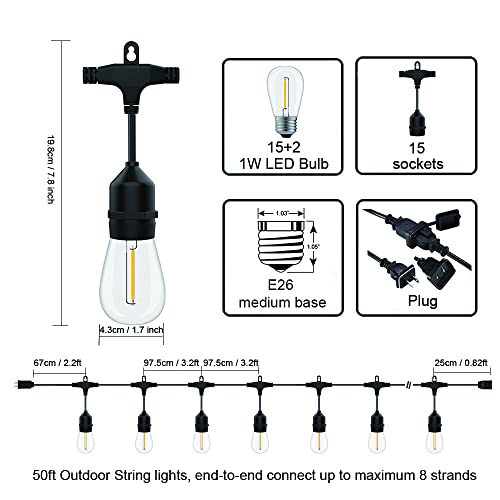 19.8cm / 7.8 inch
4.3cm / 1.7 inch
15+2
1W LED Bulb
15
sockets
1.03"
1.05"
E26
medium base
Plug
67cm / 2.2ft
97.5cm / 3.2ft
97.5cm / 3.2ft
25cm / 0.82ft
50ft Outdoor String lights, end-to-end connect up to maximum 8 strands